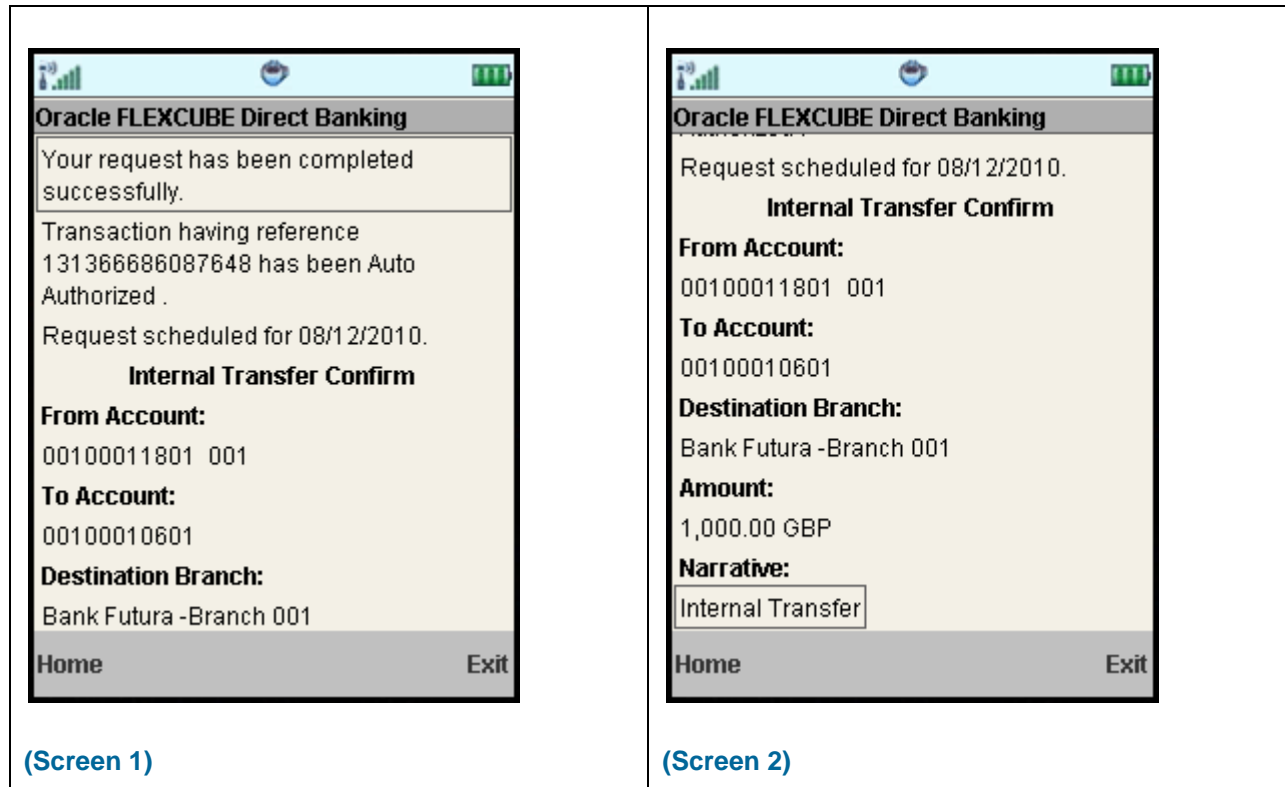 Oracle FLEXCUBE Direct Banking
Your request has been completed
successfully.
Transaction having reference
131366686087648 has been Auto
Authorized .
Request scheduled for 08/12/2010.
Internal Transfer Confirm
From Account:
00100011801 001
To Account:
00100010601
Destination Branch:
Bank Futura -Branch 001
Home Exit
(Screen 1)
Oracle FLEXCUBE Direct Banking
Request scheduled for 08/12/2010.
Internal Transfer Confirm
From Account:
00100011801 001
To Account:
00100010601
Destination Branch:
Bank Futura -Branch 001
Amount:
1,000.00 GBP
Narrative:
Internal Transfer
Home Exit
(Screen 2)